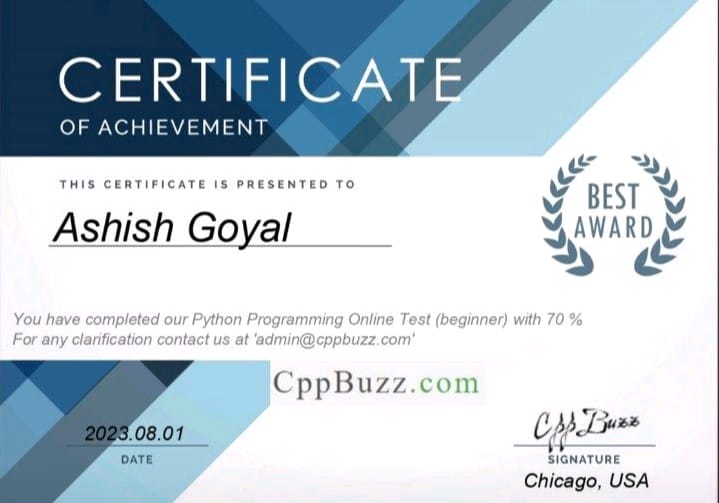 CERTIFICATE
OF ACHIEVEMENT
THIS CERTIFICATE IS PRESENTED TO
Ashish Goyal
BEST
AWARD
You have completed our Python Programming Online Test (beginner) with 70 %
For any clarification contact us at 'admin@cppbuzz.com'
CppBuzz.com
2023.08.01
DATE
CppBuzz
SIGNATURE
Chicago, USA